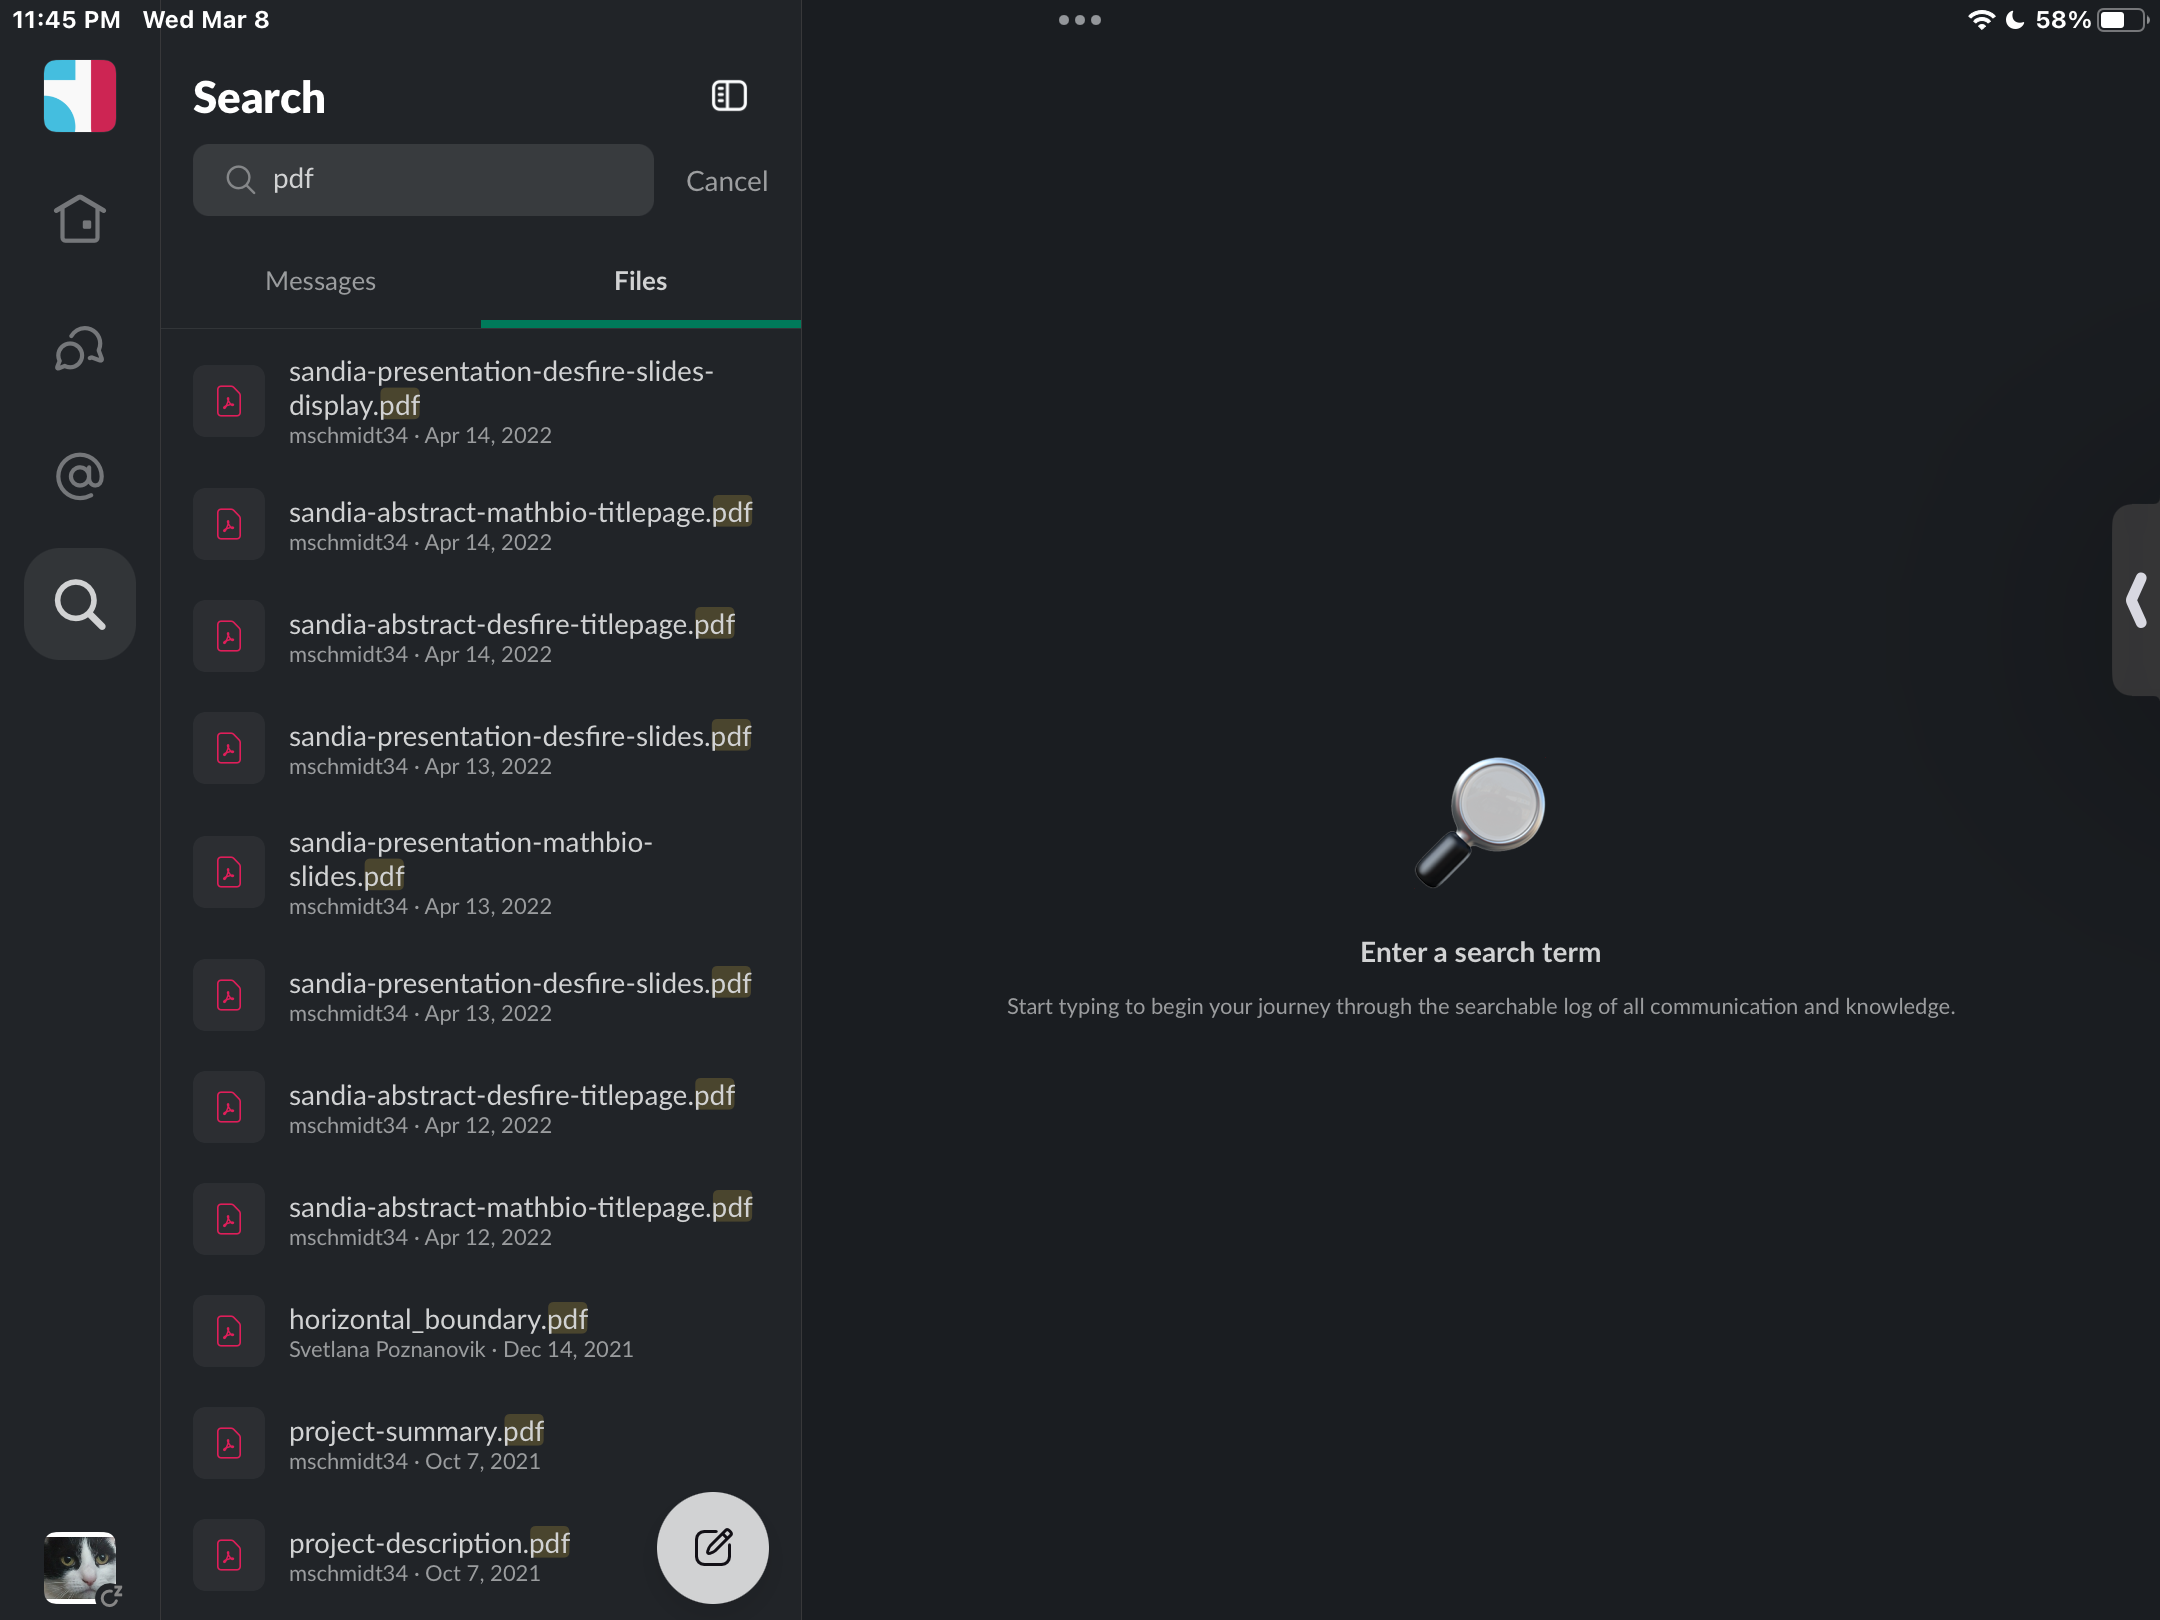 11:45 PM Wed Mar 8
58%
Search
pdf
Cancel
Messages
Files
sandia-presentation-desfire-slides-
display.pdf
mschmidt34 · Apr 14, 2022
sandia-abstract-mathbio-titlepage.pdf
mschmidt34 · Apr 14, 2022
sandia-abstract-desfire-titlepage.pdf
mschmidt34 · Apr 14, 2022
sandia-presentation-desfire-slides.pdf
mschmidt34 · Apr 13, 2022
sandia-presentation-mathbio-
slides.pdf
mschmidt34 · Apr 13, 2022
sandia-presentation-desfire-slides.pdf
mschmidt34 · Apr 13, 2022
sandia-abstract-desfire-titlepage.pdf
mschmidt34 · Apr 12, 2022
sandia-abstract-mathbio-titlepage.pdf
mschmidt34 · Apr 12, 2022
horizontal_boundary.pdf
Svetlana Poznanovik · Dec 14, 2021
project-summary.pdf
mschmidt34 · Oct 7, 2021
project-description.pdf
mschmidt34 · Oct 7, 2021
Enter a search term
Start typing to begin your journey through the searchable log of all communication and knowledge.